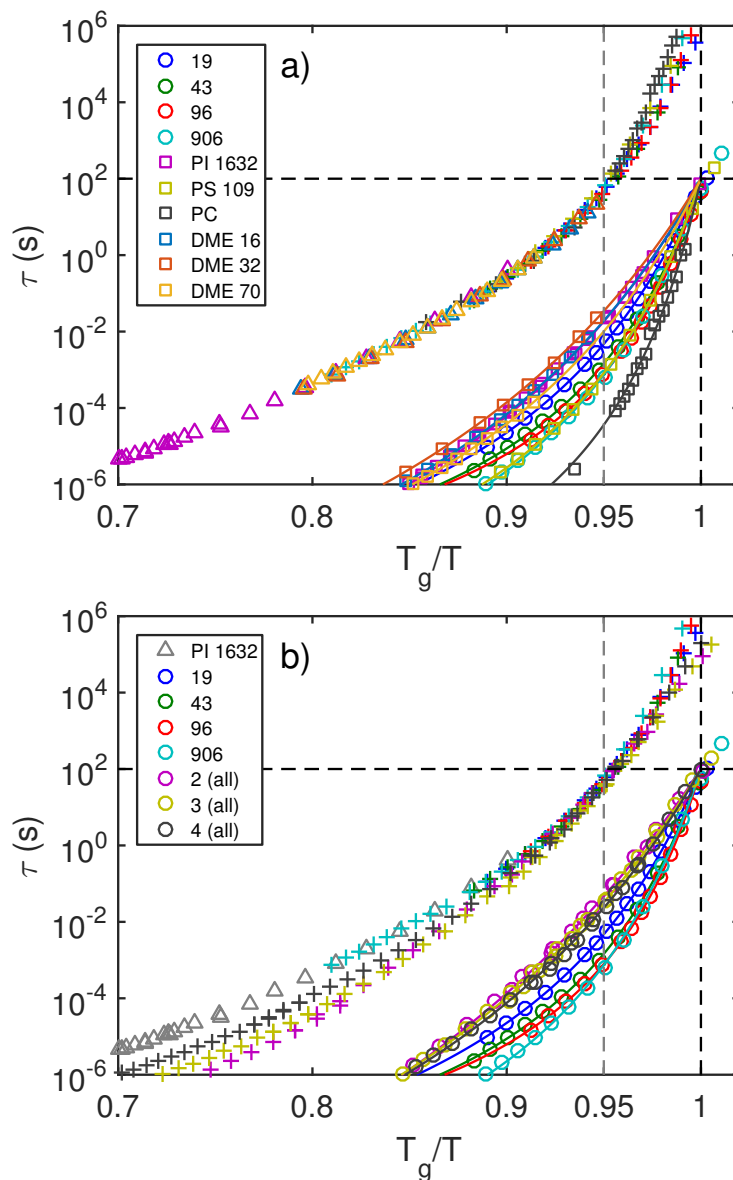 a)
10^6
10^4
10^2
10^0
10^-2
10^-4
10^-6
τ (s)
19
43
96
906
PI 1632
PS 109
PC
DME 16
DME 32
DME 70
0.7 0.8 0.9 0.95 1
T_g/T
b)
10^6
10^4
10^2
10^0
10^-2
10^-4
10^-6
τ (s)
PI 1632
19
43
96
906
2 (all)
3 (all)
4 (all)
0.7 0.8 0.9 0.95 1
T_g/T